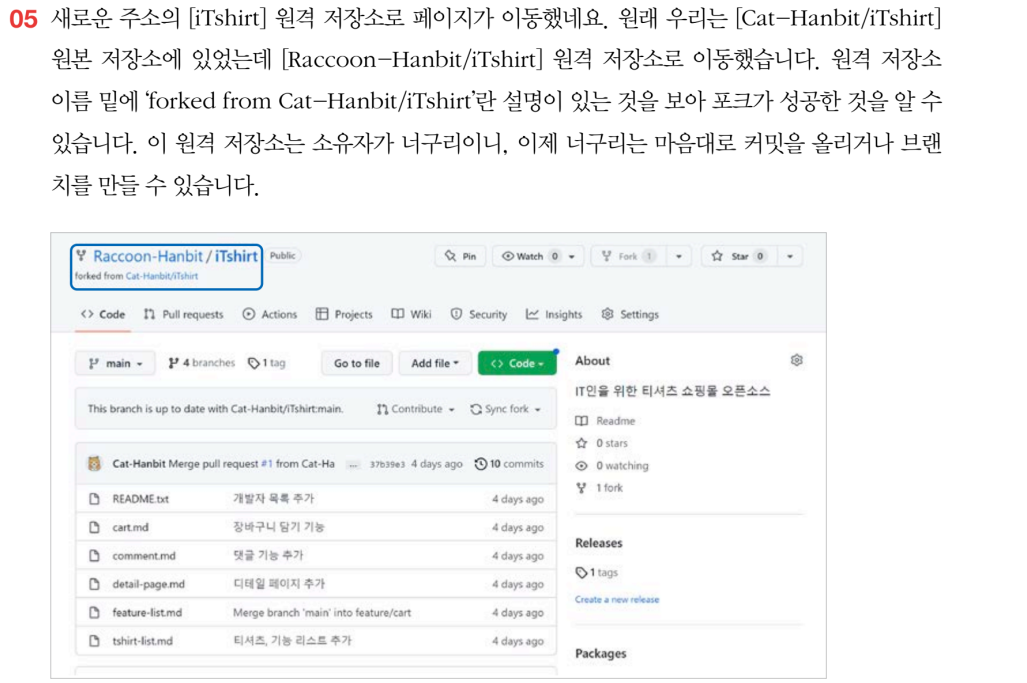 05 새로운 주소의 [iTshirt] 원격 저장소로 페이지가 이동했네요. 원래 우리는 [Cat-Hanbit/iTshirt]
원본 저장소에 있었는데 [Raccoon-Hanbit/iTshirt] 원격 저장소로 이동했습니다. 원격 저장소
이름 밑에 ‘forked from Cat-Hanbit/iTshirt’란 설명이 있는 것을 보아 포크가 성공한 것을 알 수
있습니다. 이 원격 저장소는 소유자가 너구리이니, 이제 너구리는 마음대로 커밋을 올리거나 브랜
치를 만들 수 있습니다.
Raccoon-Hanbit / iTshirt Public
Pin Watch 0 Fork 1 Star 0
forked from Cat-Hanbit/iTshirt
<> Code Pull requests Actions Projects Wiki Security Insights Settings
main 4 branches 1 tag Go to file Add file <> Code
This branch is up to date with Cat-Hanbit/iTshirt:main. Contribute Sync fork
Cat-Hanbit Merge pull request #1 from Cat-Ha ... 37b39e3 4 days ago 10 commits
README.txt 개발자 목록 추가 4 days ago
cart.md 장바구니 담기 기능 4 days ago
comment.md 댓글 기능 추가 4 days ago
detail-page.md 디테일 페이지 추가 4 days ago
feature-list.md Merge branch 'main' into feature/cart 4 days ago
tshirt-list.md 티셔츠, 기능 리스트 추가 4 days ago
About
IT인을 위한 티셔츠 쇼핑몰 오픈소스
Readme
0 stars
0 watching
1 fork
Releases
1 tags
Create a new release
Packages